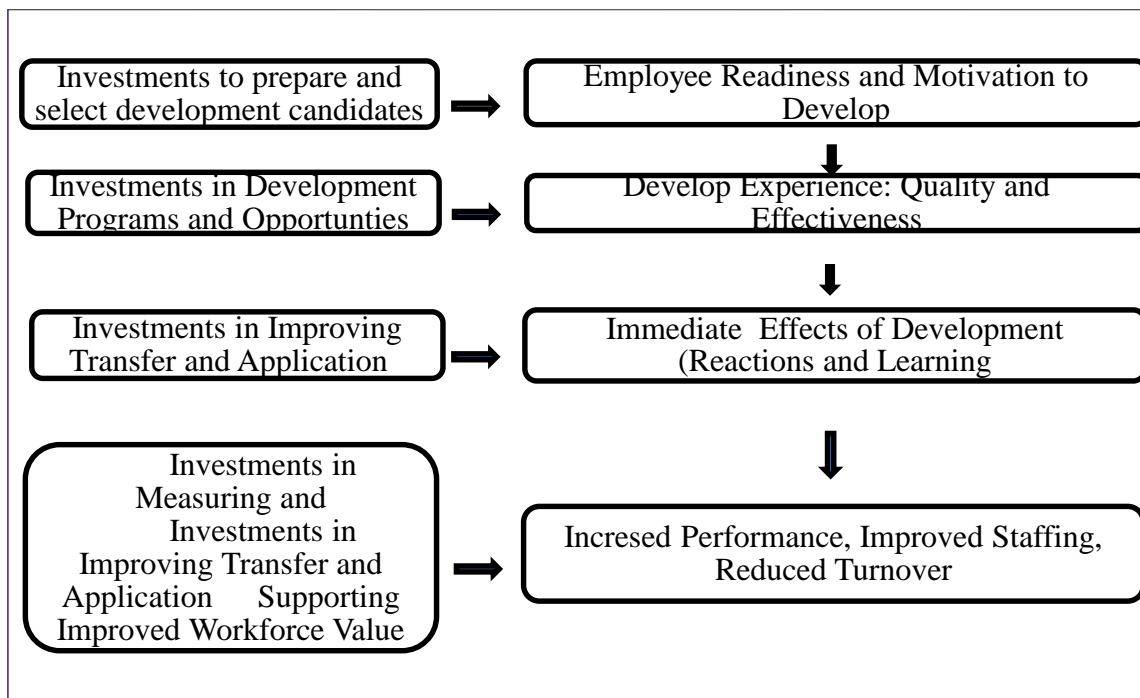 Investments to prepare and
select development candidates
Employee Readiness and Motivation to
Develop
Investments in Development
Programs and Opportunties
Develop Experience: Quality and
Effectiveness
Investments in Improving
Transfer and Application
Immediate Effects of Development
(Reactions and Learning
Investments in
Measuring and
Investments in
Improving Transfer and
Application Supporting
Improved Workforce Value
Incresed Performance, Improved Staffing,
Reduced Turnover